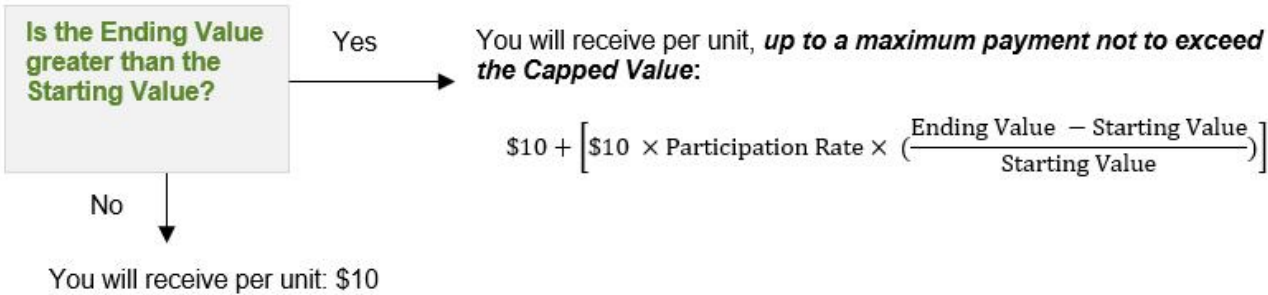 Is the Ending Value
greater than the
Starting Value?
Yes
You will receive per unit, up to a maximum payment not to exceed
the Capped Value:
$10 + [$10 × Participation Rate × (Ending Value − Starting Value / Starting Value)]
No
You will receive per unit: $10